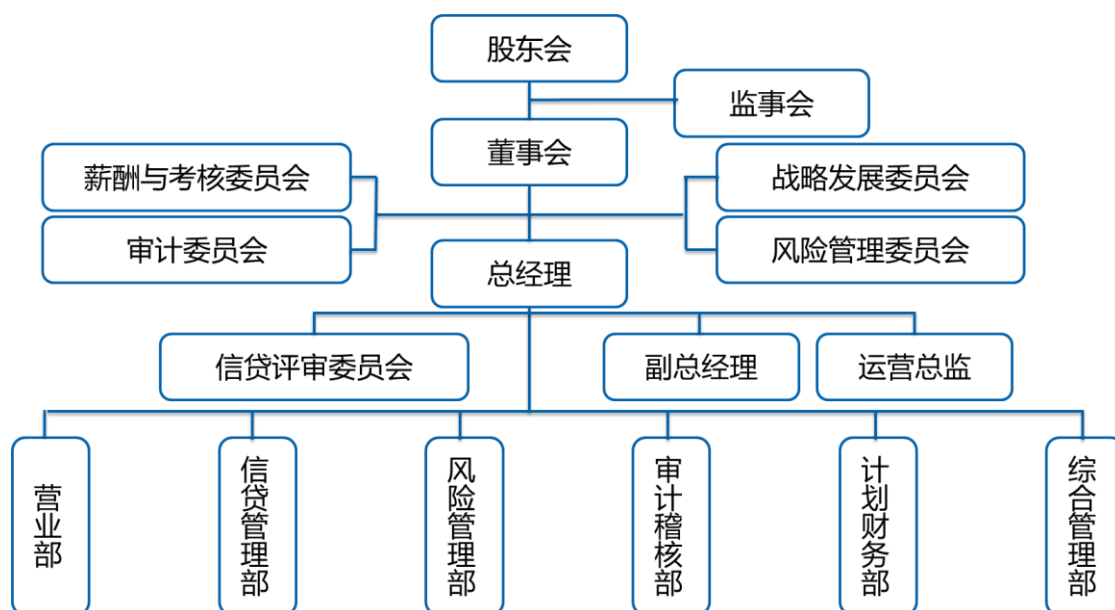 股东会
监事会
董事会
薪酬与考核委员会
战略发展委员会
审计委员会
风险管理委员会
总经理
信贷评审委员会
副总经理
运营总监
营业部
信贷管理部
风险管理部
审计稽核部
计划财务部
综合管理部